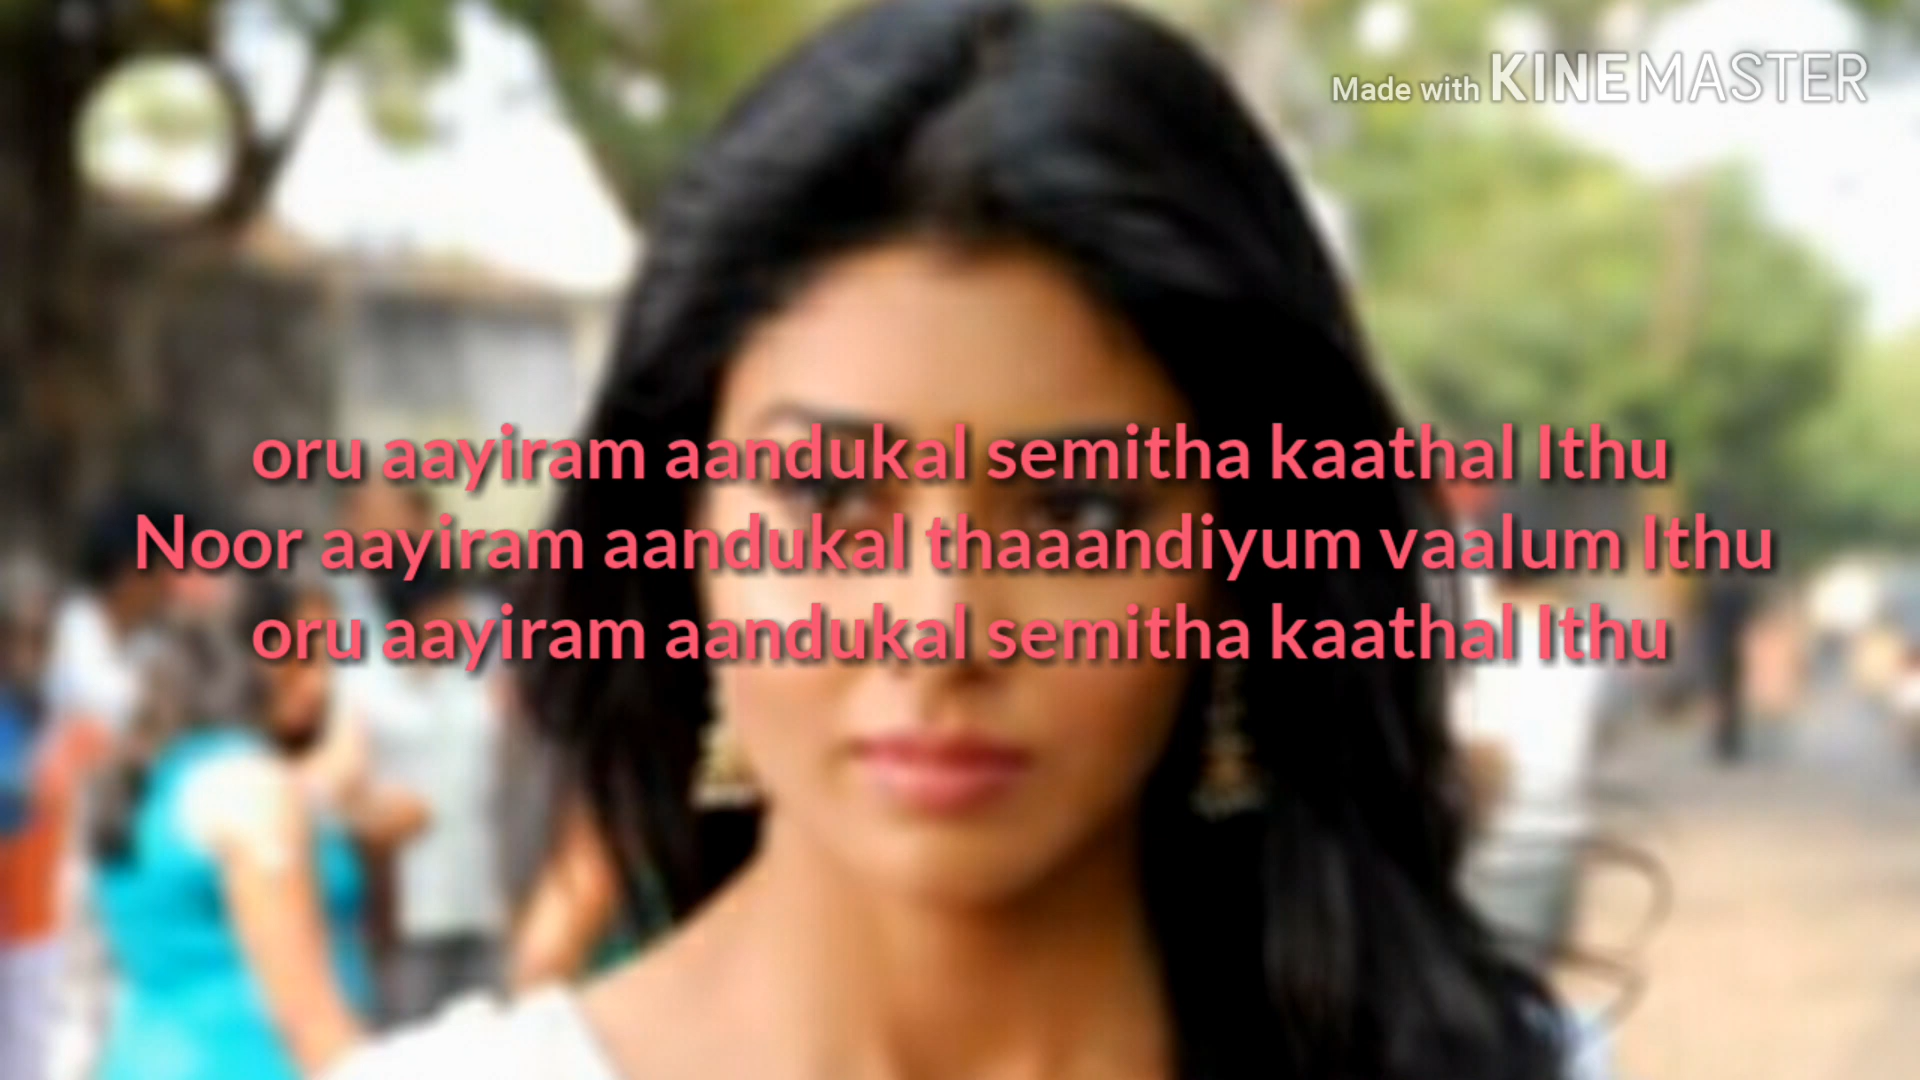 Made with KINEMASTER
oru aayiram aandukal semitha kaathal Ithu
Noor aayiram aandukal thaaandiyum vaalum Ithu
oru aayiram aandukal semitha kaathal Ithu